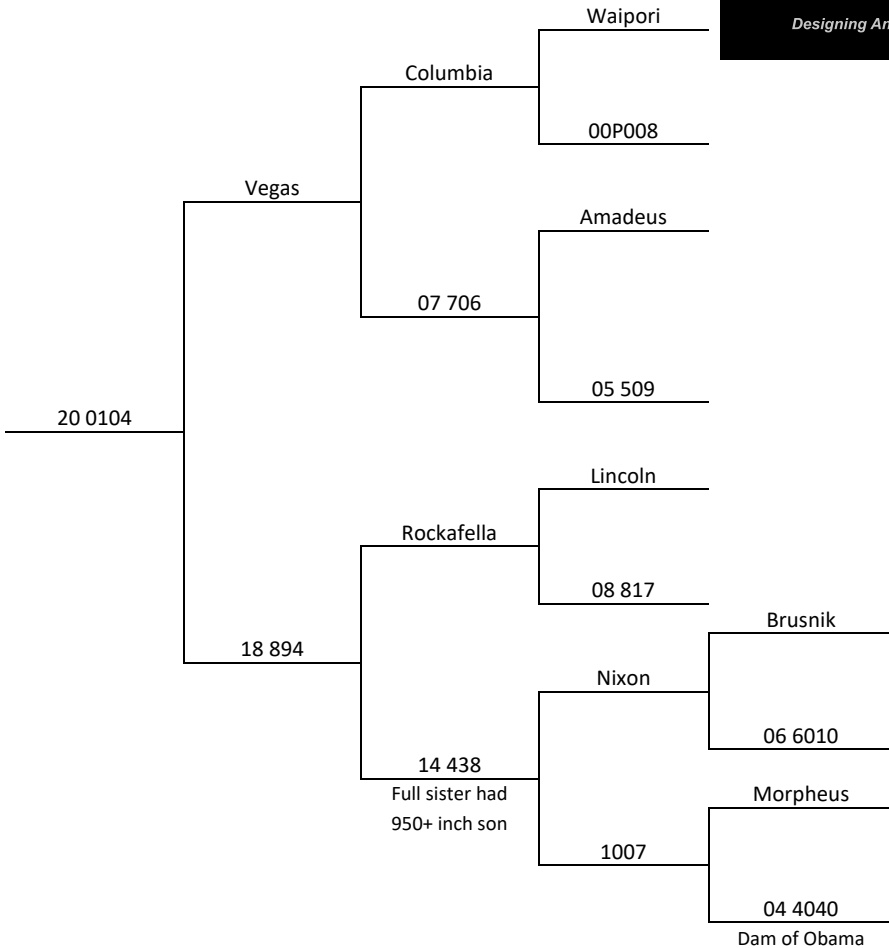 Waipori
Designing An
Columbia
00P008
Vegas
Amadeus
07 706
05 509
20 0104
Lincoln
Rockafella
08 817
Brusnik
18 894
Nixon
06 6010
14 438
Full sister had
950+ inch son
Morpheus
1007
04 4040
Dam of Obama